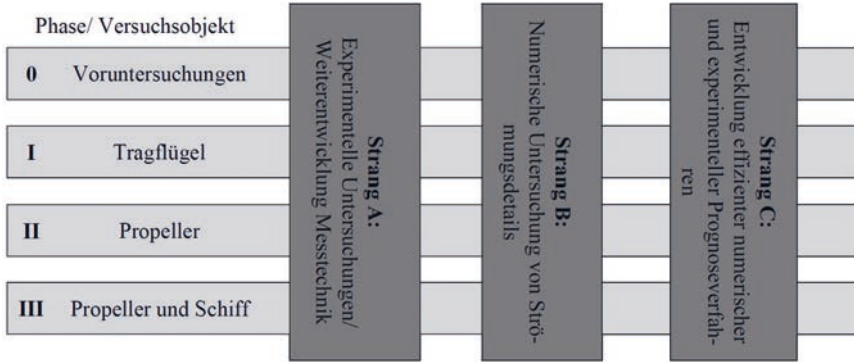 Phase/ Versuchsobjekt
0 Voruntersuchungen
I Tragflügel
II Propeller
III Propeller und Schiff
Strang A:
Experimentelle Untersuchungen/
Weiterentwicklung Messtechnik
Strang B:
Numerische Untersuchung von Strö-
mungsdetails
Strang C:
Entwicklung effizienter numerischer
und experimenteller Prognoseverfah-
ren